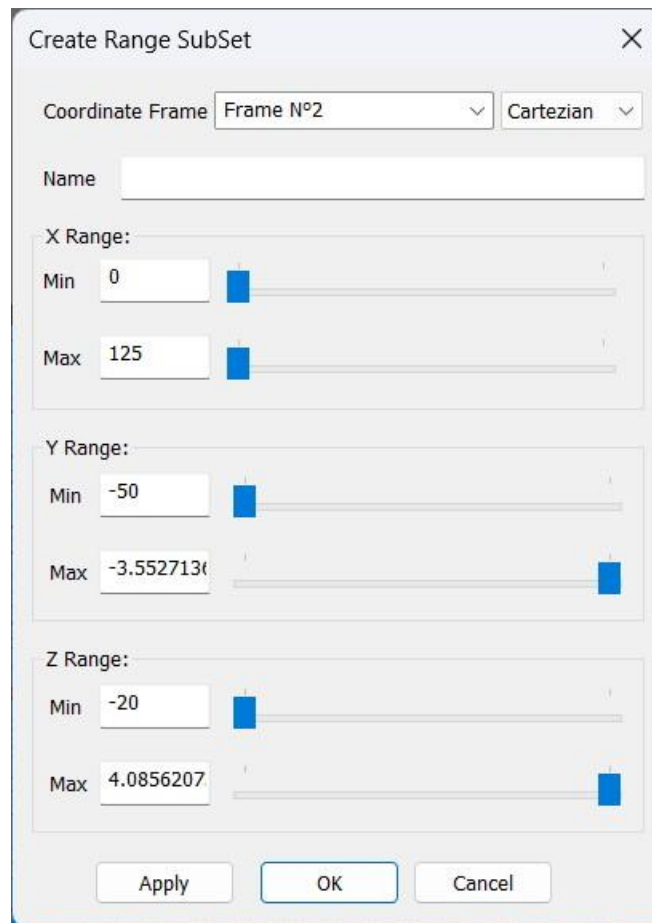 Create Range SubSet
Coordinate Frame Frame Nº2 Cartezian
Name
X Range:
Min 0
Max 125
Y Range:
Min -50
Max -3.5527136
Z Range:
Min -20
Max 4.0856207
Apply OK Cancel